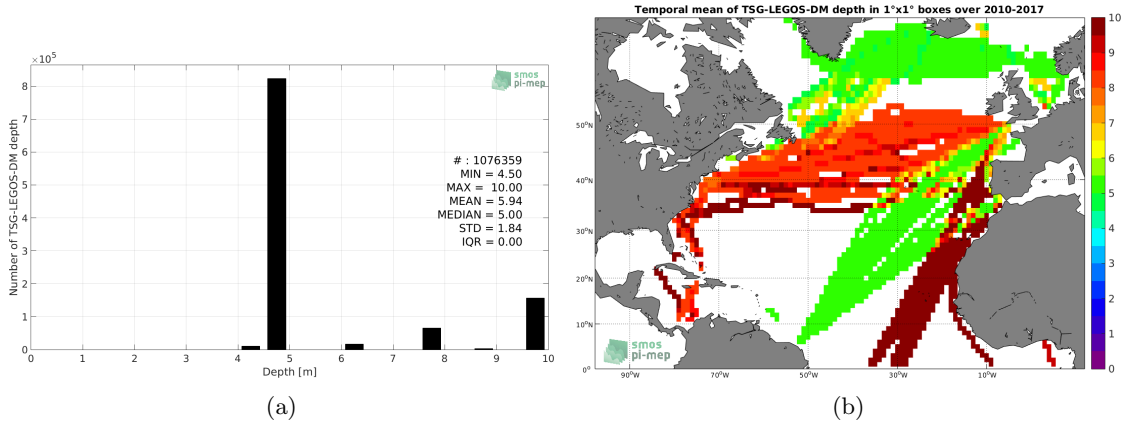 ×10⁵
8
7
6
5
4
3
2
1
0
0 1 2 3 4 5 6 7 8 9 10
Number of TSG-LEGOS-DM depth
Depth [m]
smos
pi-mep
# : 1076359
MIN = 4.50
MAX = 10.00
MEAN = 5.94
MEDIAN = 5.00
STD = 1.84
IQR = 0.00
(a)
Temporal mean of TSG-LEGOS-DM depth in 1°x1° boxes over 2010-2017
50°N
40°N
30°N
20°N
10°N
0°
90°W 70°W 50°W 30°W 10°W
smos
pi-mep
10
9
8
7
6
5
4
3
2
1
0
(b)